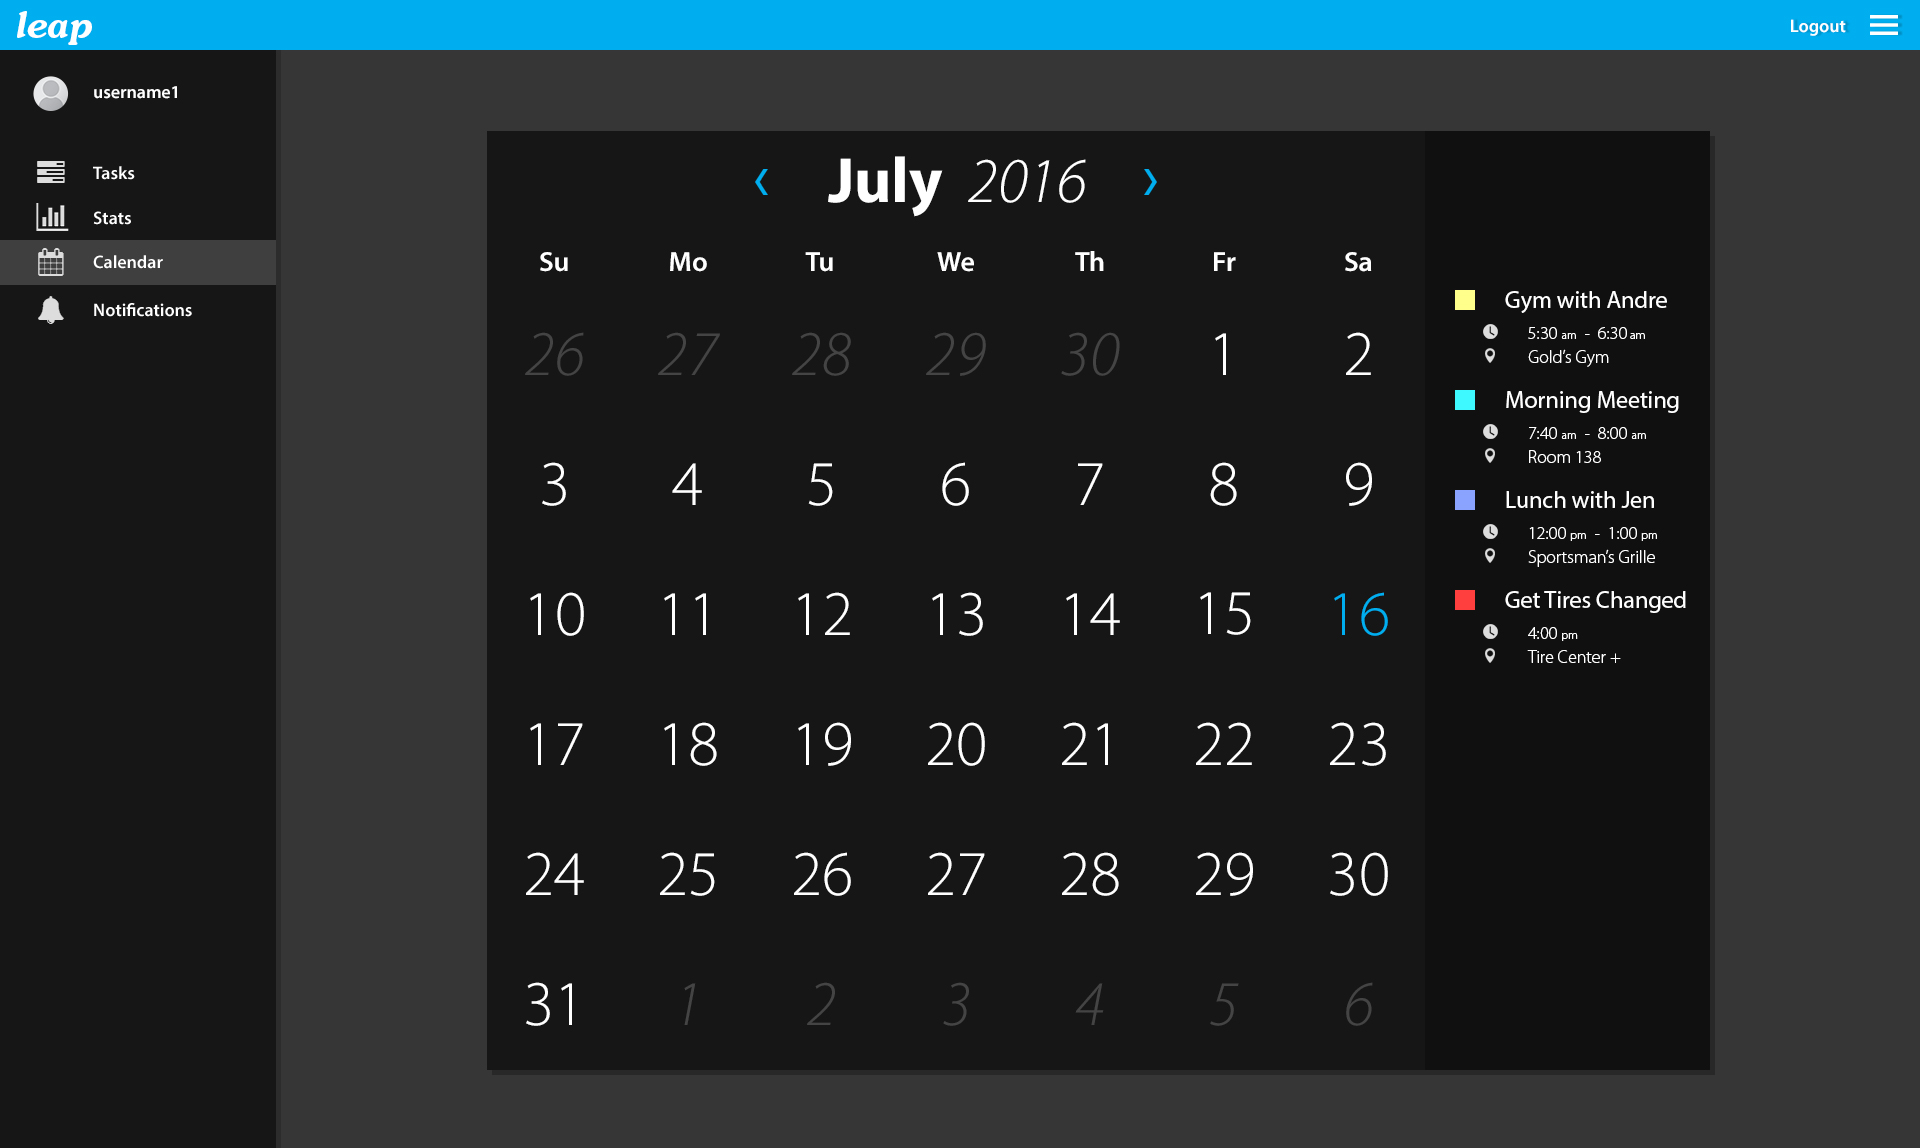 leap
Logout
username1
Tasks
Stats
Calendar
Notifications
July 2016
Su Mo Tu We Th Fr Sa
26 27 28 29 30 1 2
3 4 5 6 7 8 9
10 11 12 13 14 15 16
17 18 19 20 21 22 23
24 25 26 27 28 29 30
31 1 2 3 4 5 6
Gym with Andre
5:30 am - 6:30 am
Gold's Gym
Morning Meeting
7:40 am - 8:00 am
Room 138
Lunch with Jen
12:00 pm - 1:00 pm
Sportsman's Grille
Get Tires Changed
4:00 pm
Tire Center +